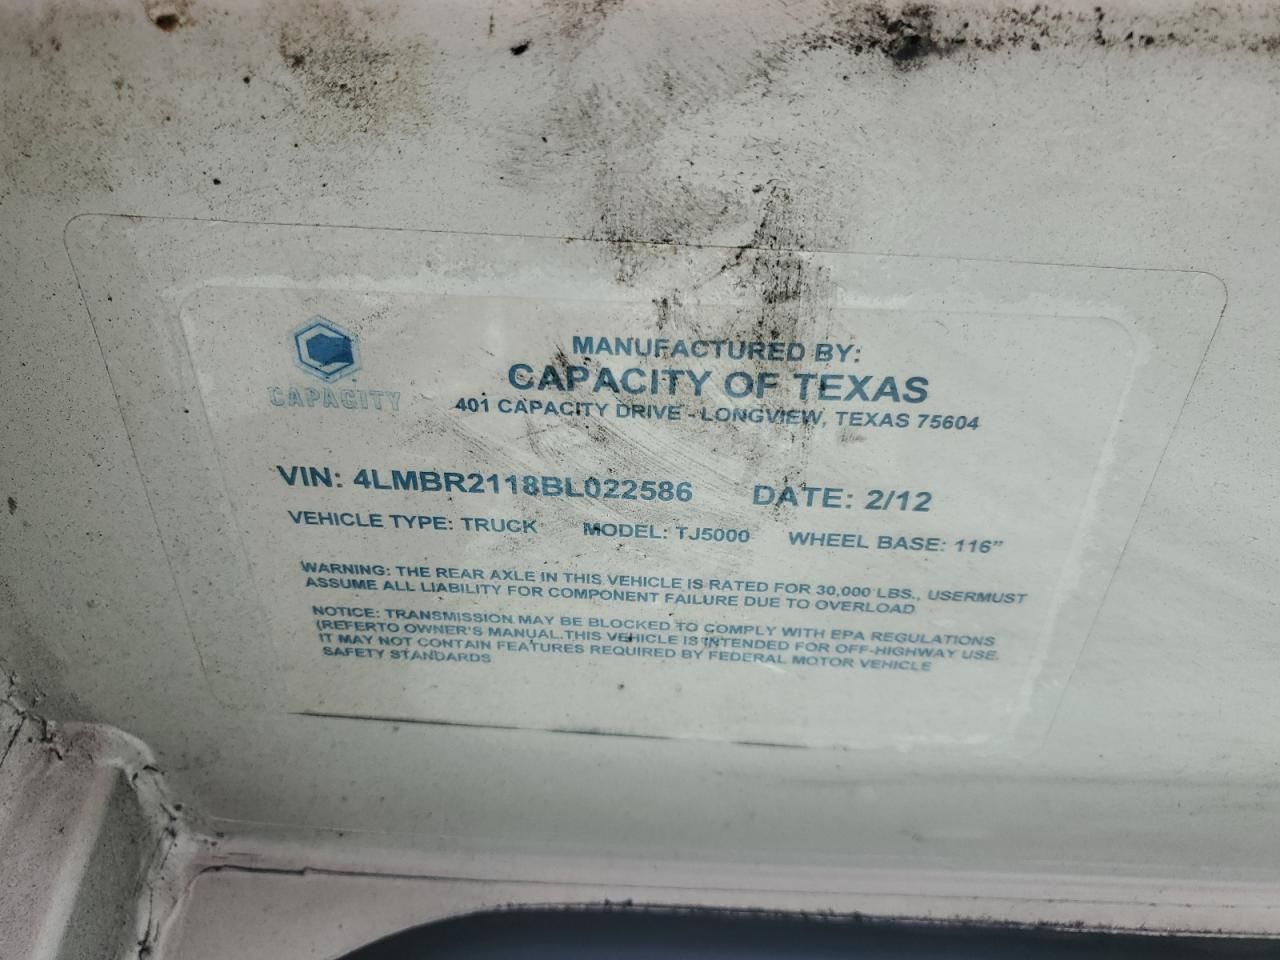 MANUFACTURED BY:
CAPACITY OF TEXAS
CAPACITY
401 CAPACITY DRIVE - LONGVIEW, TEXAS 75604
VIN: 4LMBR2118BL022586 DATE: 2/12
VEHICLE TYPE: TRUCK MODEL: TJ5000 WHEEL BASE: 116"
WARNING: THE REAR AXLE IN THIS VEHICLE IS RATED FOR 30,000 LBS., USERMUST
ASSUME ALL LIABILITY FOR COMPONENT FAILURE DUE TO OVERLOAD
NOTICE: TRANSMISSION MAY BE BLOCKED TO COMPLY WITH EPA REGULATIONS
(REFERTO OWNER'S MANUAL.THIS VEHICLE IS INTENDED FOR OFF-HIGHWAY USE.
IT MAY NOT CONTAIN FEATURES REQUIRED BY FEDERAL MOTOR VEHICLE
SAFETY STANDARDS